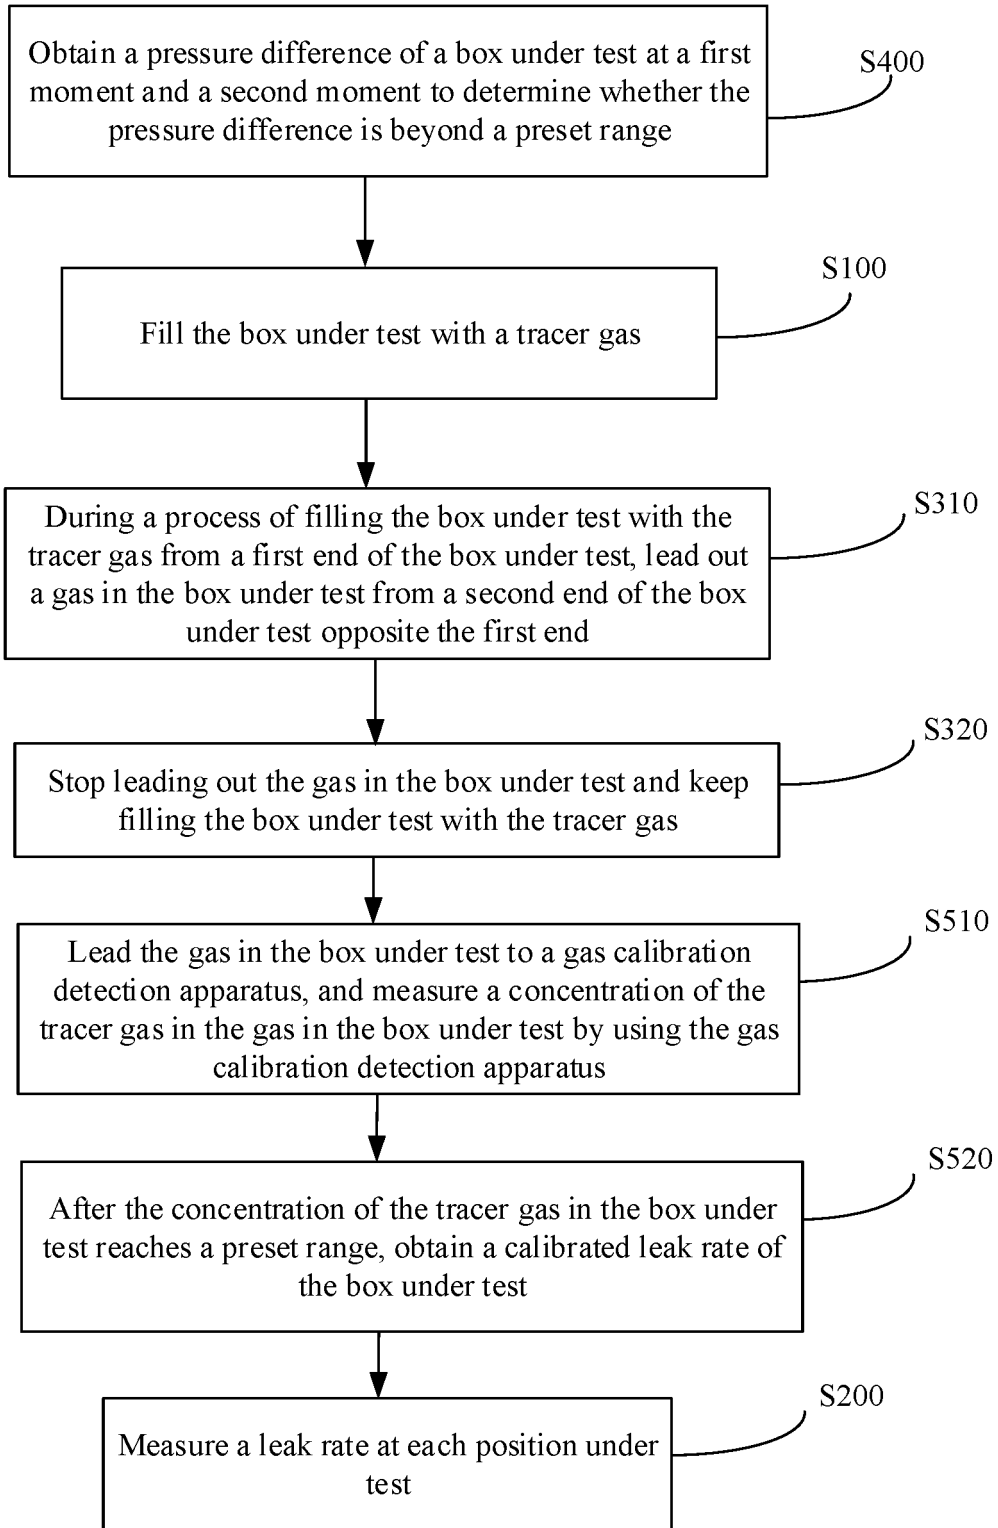 Obtain a pressure difference of a box under test at a first
moment and a second moment to determine whether the
pressure difference is beyond a preset range
S400
S100
Fill the box under test with a tracer gas
S310
During a process of filling the box under test with the
tracer gas from a first end of the box under test, lead out
a gas in the box under test from a second end of the box
under test opposite the first end
S320
Stop leading out the gas in the box under test and keep
filling the box under test with the tracer gas
S510
Lead the gas in the box under test to a gas calibration
detection apparatus, and measure a concentration of the
tracer gas in the gas in the box under test by using the gas
calibration detection apparatus
S520
After the concentration of the tracer gas in the box under
test reaches a preset range, obtain a calibrated leak rate of
the box under test
S200
Measure a leak rate at each position under
test